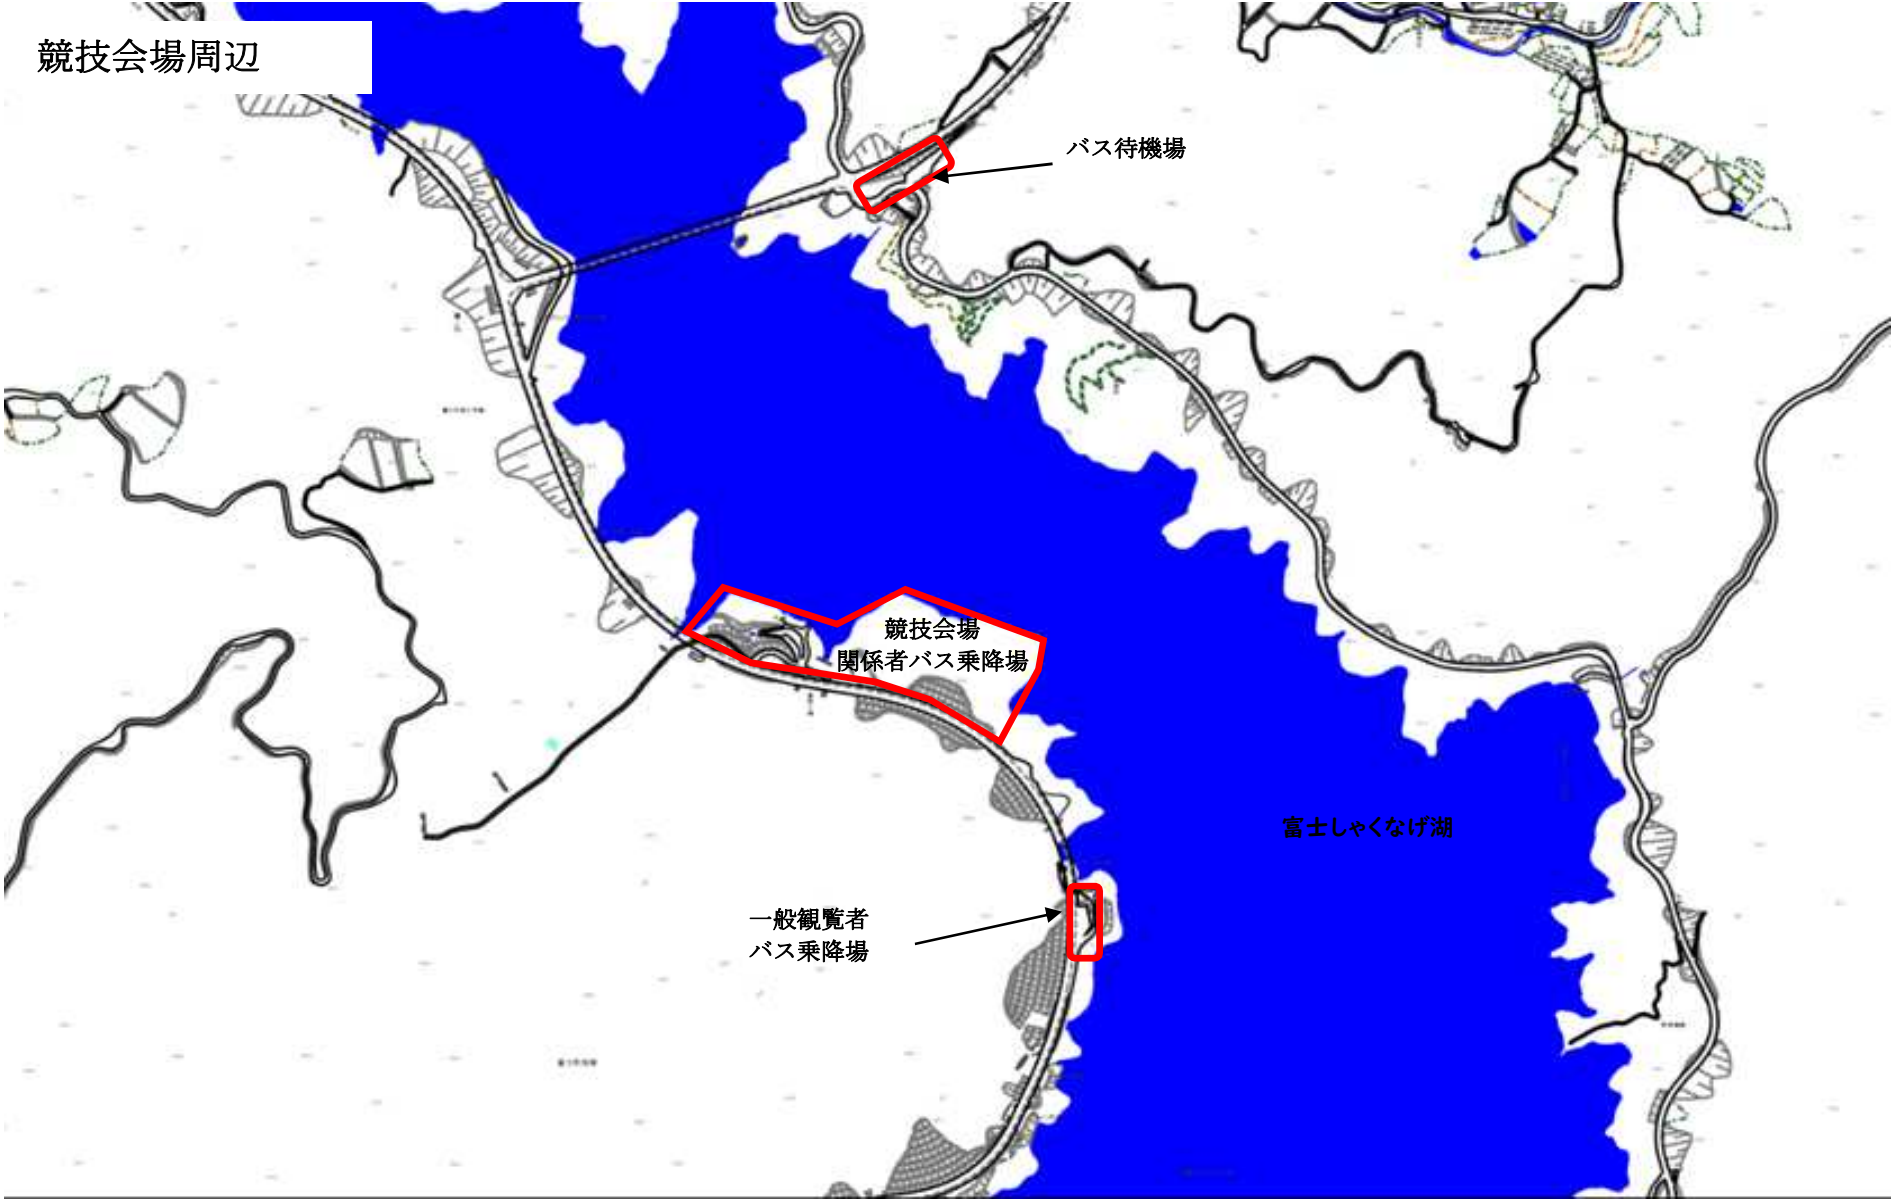 競技会場周辺
バス待機場
競技会場
関係者バス乗降場
富士しゃくなげ湖
一般観覧者
バス乗降場